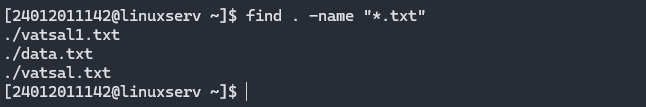 [24012011142@linuxserv ~]$ find . -name "*.txt"
./vatsal1.txt
./data.txt
./vatsal.txt
[24012011142@linuxserv ~]$